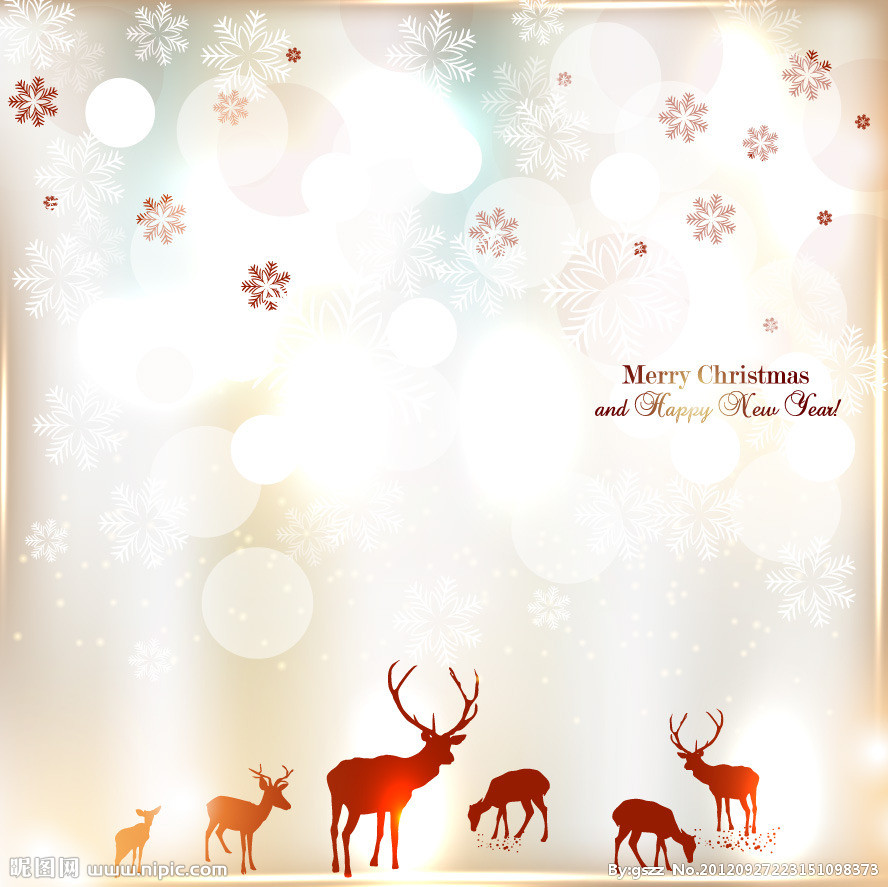 Merry Christmas
and Happy New Year!
昵图网 www.nipic.com
By:gszz No.20120927223151098373